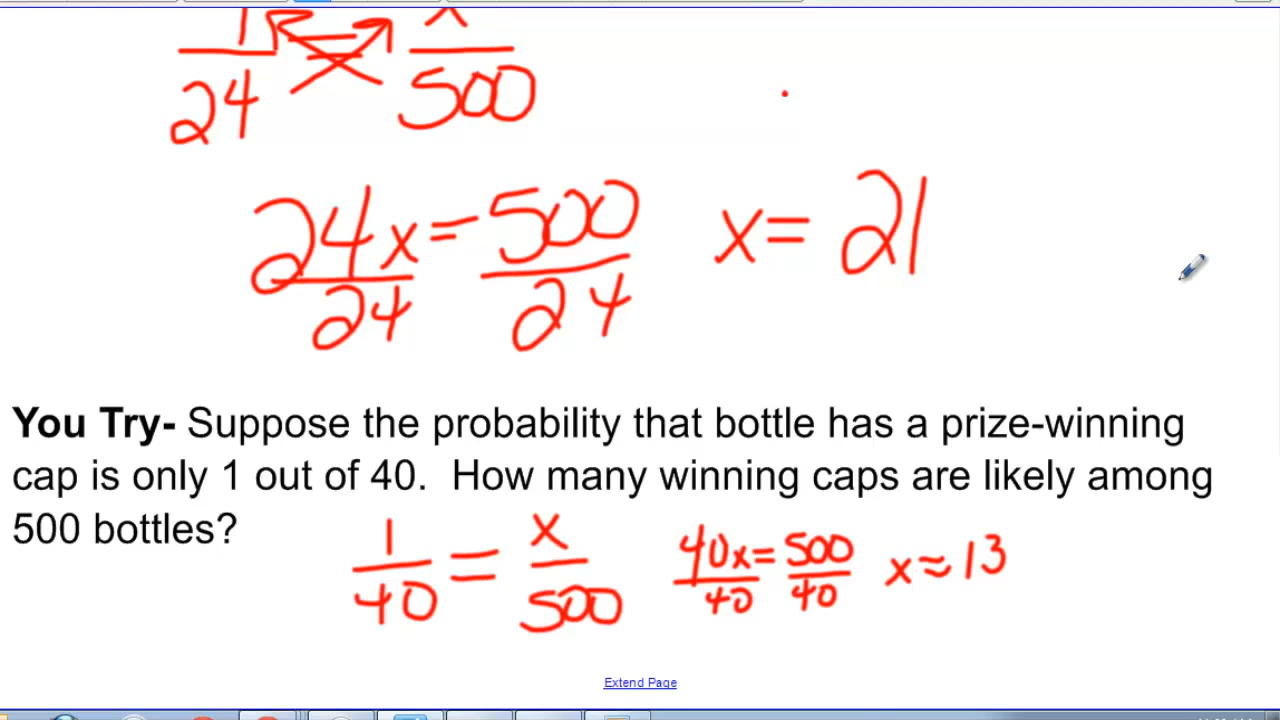 1/24 = x/500
24x/24 = 500/24 x = 21
You Try- Suppose the probability that bottle has a prize-winning
cap is only 1 out of 40. How many winning caps are likely among
500 bottles?
1/40 = x/500 40x/40 = 500/40 x ≈ 13
Extend Page